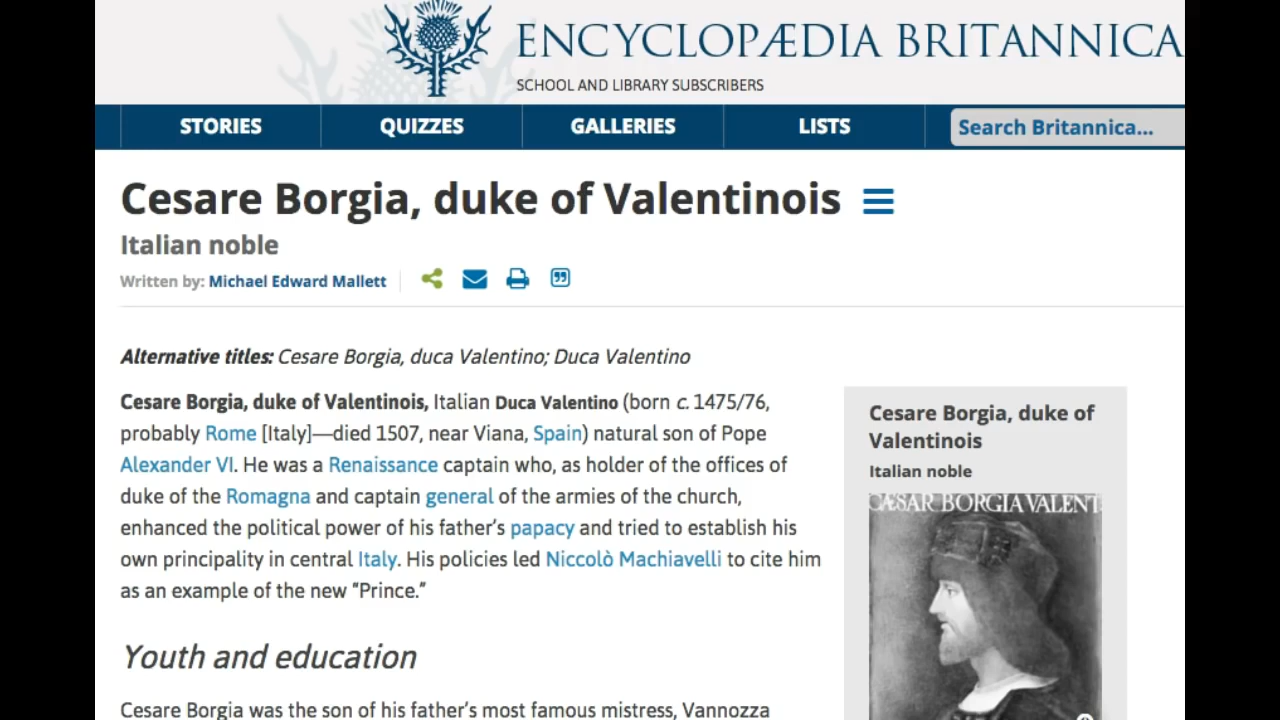 ENCYCLOPÆDIA BRITANNICA
SCHOOL AND LIBRARY SUBSCRIBERS
STORIES QUIZZES GALLERIES LISTS Search Britannica...
Cesare Borgia, duke of Valentinois
Italian noble
Written by: Michael Edward Mallett
Alternative titles: Cesare Borgia, duca Valentino; Duca Valentino
Cesare Borgia, duke of Valentinois, Italian Duca Valentino (born c. 1475/76,
probably Rome [Italy]—died 1507, near Viana, Spain) natural son of Pope
Alexander VI. He was a Renaissance captain who, as holder of the offices of
duke of the Romagna and captain general of the armies of the church,
enhanced the political power of his father’s papacy and tried to establish his
own principality in central Italy. His policies led Niccolò Machiavelli to cite him
as an example of the new “Prince.”
Youth and education
Cesare Borgia was the son of his father’s most famous mistress, Vannozza
Cesare Borgia, duke of
Valentinois
Italian noble
CÆSAR BORGIA VALENT